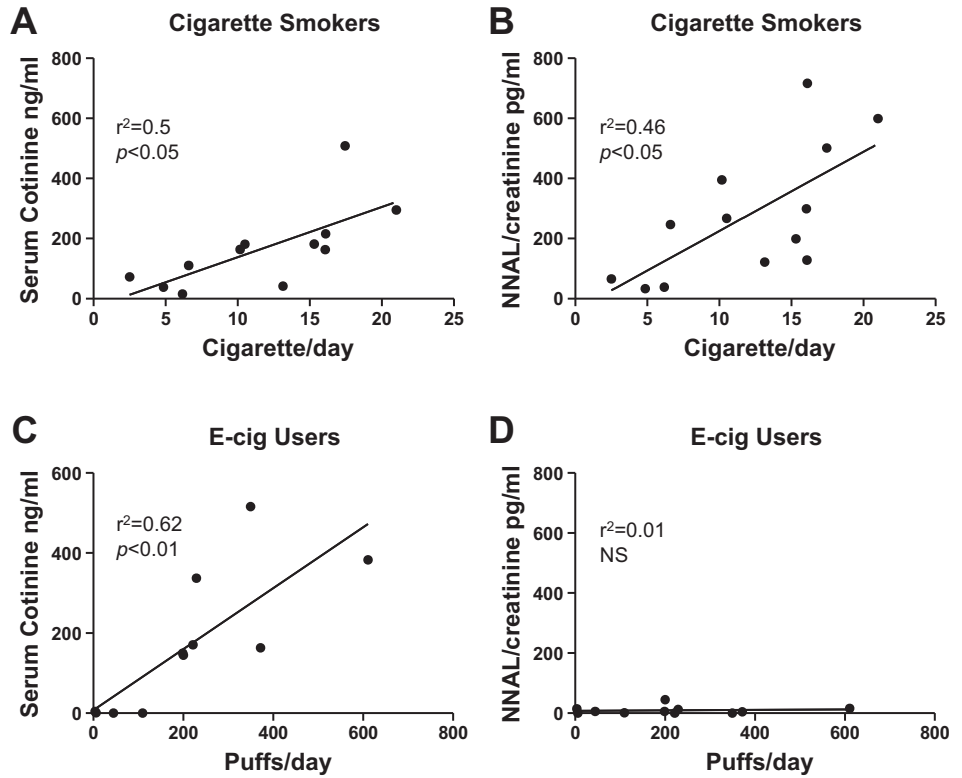 A
Cigarette Smokers
Serum Cotinine ng/ml
800
600
400
200
0
r²=0.5
p<0.05
0 5 10 15 20 25
Cigarette/day
B
Cigarette Smokers
NNAL/creatinine pg/ml
800
600
400
200
0
r²=0.46
p<0.05
0 5 10 15 20 25
Cigarette/day
C
E-cig Users
Serum Cotinine ng/ml
600
400
200
0
r²=0.62
p<0.01
0 200 400 600 800
Puffs/day
D
E-cig Users
NNAL/creatinine pg/ml
800
600
400
200
0
r²=0.01
NS
0 200 400 600 800
Puffs/day